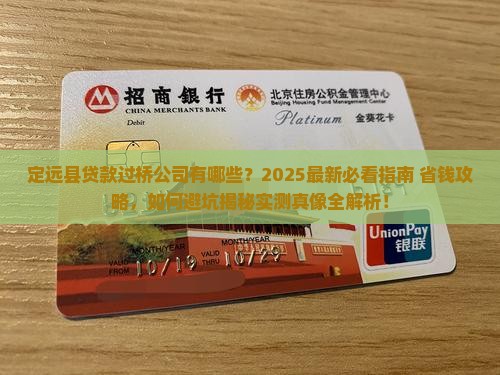 招商银行
CHINA MERCHANTS BANK
Debit
北京住房公积金管理中心
Beijing Housing Fund Management Center
Platinum 金葵花卡
定远县贷款过桥公司有哪些？2025最新必看指南 省钱攻
略，如何避坑揭秘实测真像全解析！
MONTH/YEAR MONTH/YEAR
VALID FROM 10/19 VALID THRU 10/29
UnionPay
银联